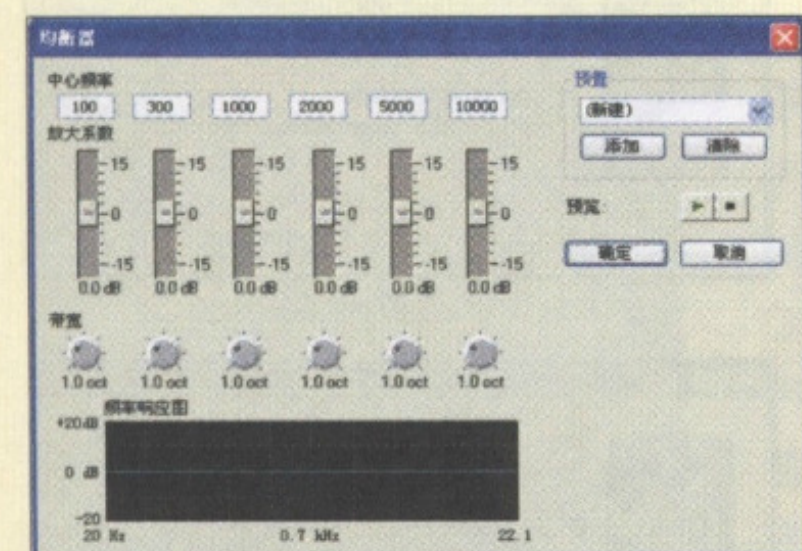 均衡器
中心频率
100 300 1000 2000 5000 10000
放大系数
15 15 15 15 15 15
0 0 0 0 0 0
-15 -15 -15 -15 -15 -15
0.0 dB 0.0 dB 0.0 dB 0.0 dB 0.0 dB 0.0 dB
带宽
1.0 oct 1.0 oct 1.0 oct 1.0 oct 1.0 oct 1.0 oct
频率响应图
+20 dB
0 dB
-20
20 Hz 0.7 kHz 22.1
预置
(新建)
添加 清除
预览:
确定 取消